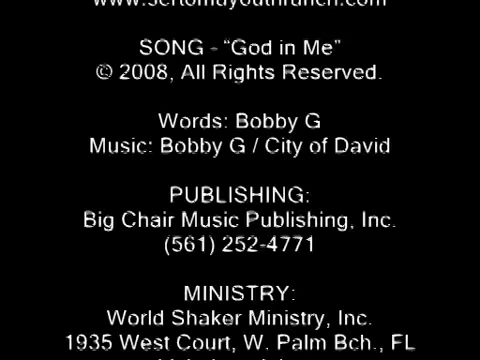 SONG - “God in Me”
© 2008, All Rights Reserved.
Words: Bobby G
Music: Bobby G / City of David
PUBLISHING:
Big Chair Music Publishing, Inc.
(561) 252-4771
MINISTRY:
World Shaker Ministry, Inc.
1935 West Court, W. Palm Bch., FL